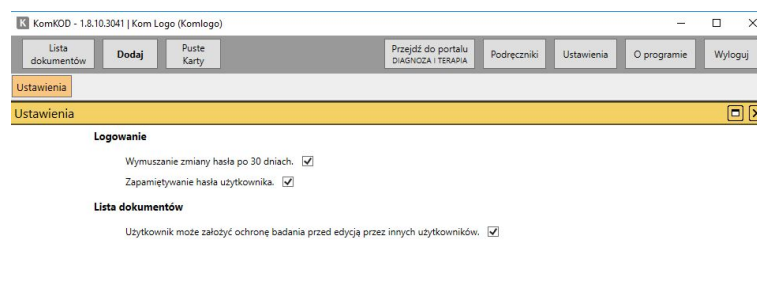 K KomKOD - 1.8.10.3041 | Kom Logo (Komlogo)
Lista
dokumentów
Dodaj
Puste
Karty
Przejdź do portalu
DIAGNOZA I TERAPIA
Podręczniki
Ustawienia
O programie
Wyloguj
Ustawienia
Ustawienia
Logowanie
Wymuszanie zmiany hasła po 30 dniach.
Zapamiętywanie hasła użytkownika.
Lista dokumentów
Użytkownik może założyć ochronę badania przed edycją przez innych użytkowników.